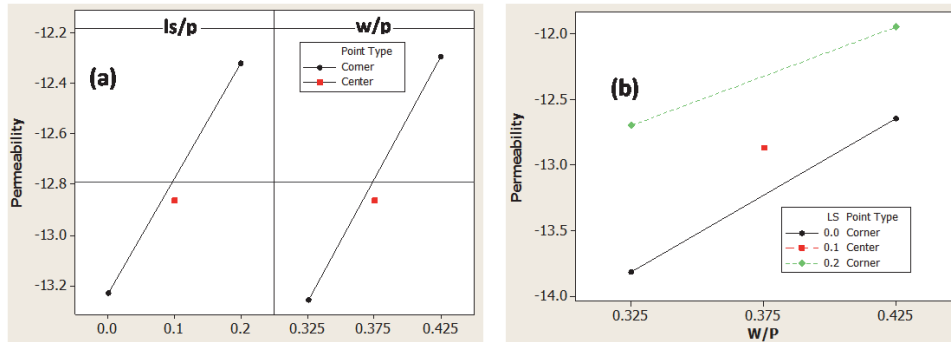 ls/p
w/p
-12.2
-12.4
-12.6
-12.8
-13.0
-13.2
Permeability
(a)
Point Type
Corner
Center
0.0
0.1
0.2
0.325
0.375
0.425
(b)
-12.0
-12.5
-13.0
-13.5
-14.0
Permeability
LS Point Type
0.0 Corner
0.1 Center
0.2 Corner
0.325
0.375
0.425
W/P